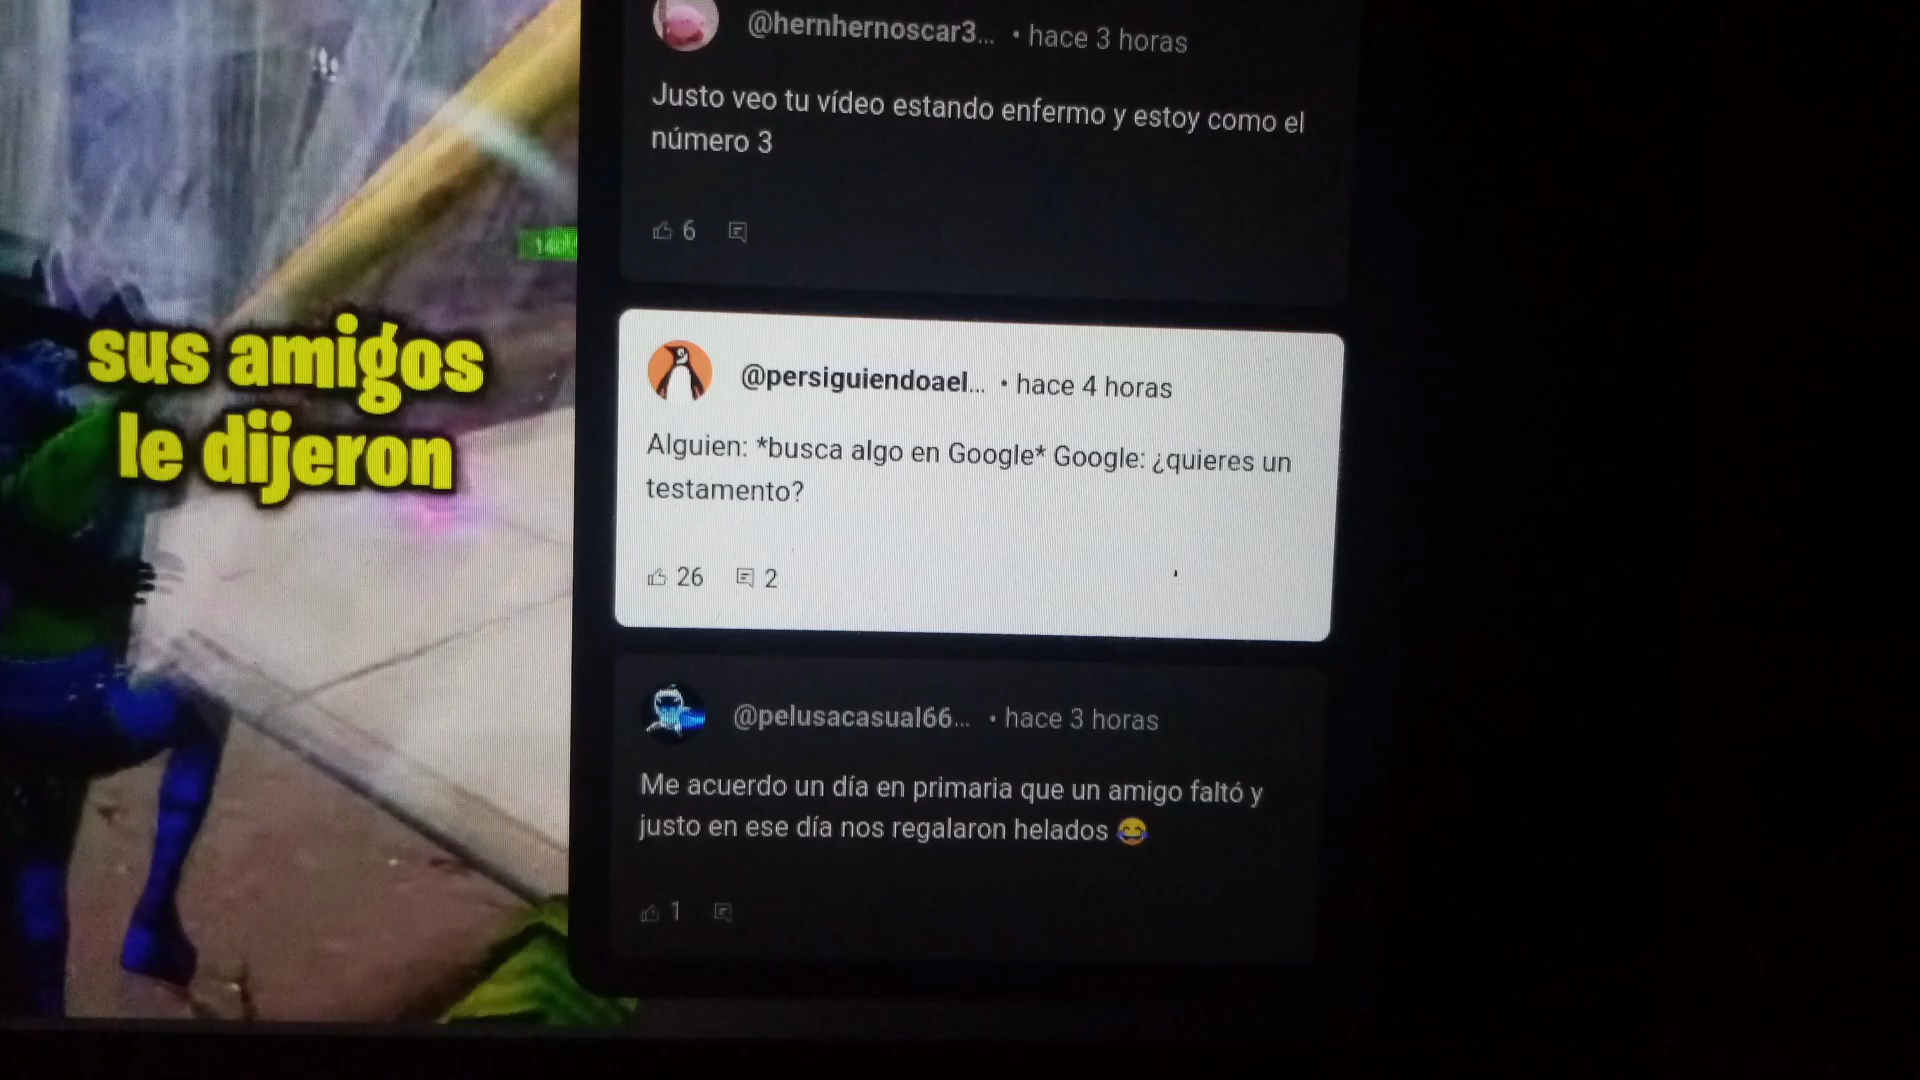 sus amigos
le dijeron
@hernhernoscar3... • hace 3 horas
Justo veo tu vídeo estando enfermo y estoy como el
número 3
6
@persiguiendoael... • hace 4 horas
Alguien: *busca algo en Google* Google: ¿quieres un
testamento?
26 2
@pelusacasual66... • hace 3 horas
Me acuerdo un día en primaria que un amigo faltó y
justo en ese día nos regalaron helados 😂
1